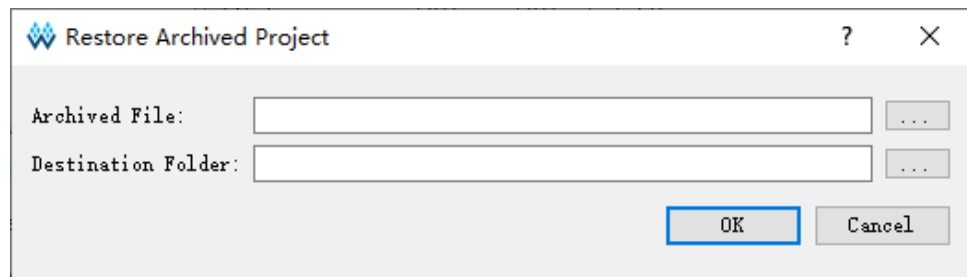 Restore Archived Project ?
Archived File: ...
Destination Folder: ...
OK Cancel